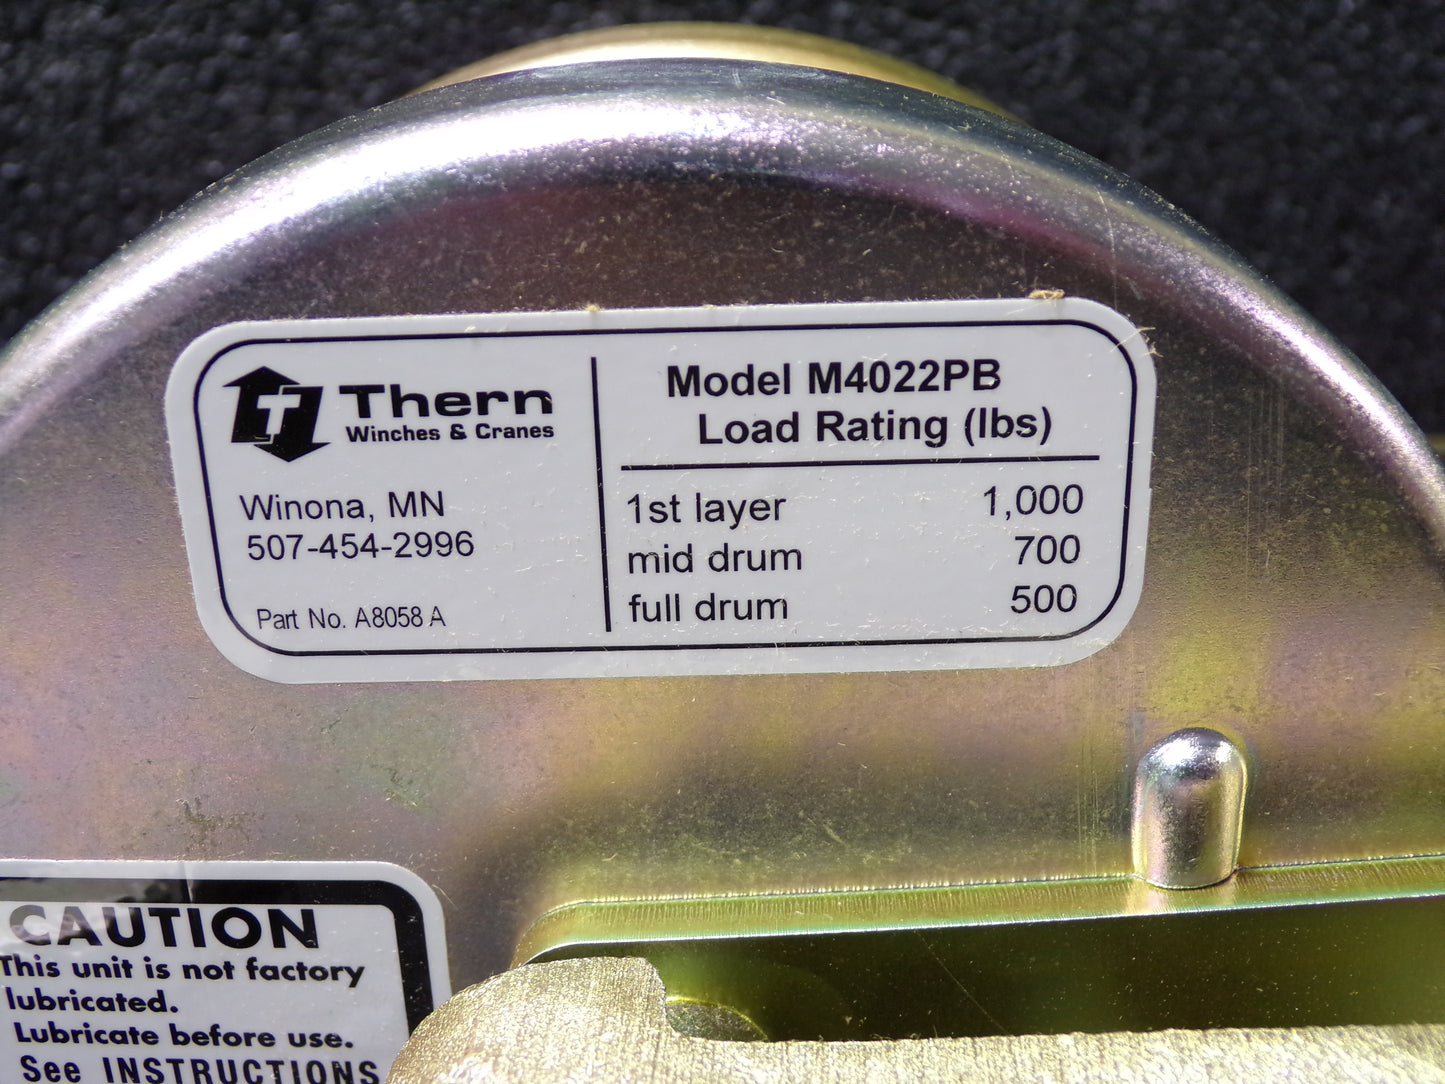 Thern
Winches & Cranes
Winona, MN
507-454-2996
Part No. A8058 A
Model M4022PB
Load Rating (lbs)
1st layer 1,000
mid drum 700
full drum 500
CAUTION
This unit is not factory
lubricated.
Lubricate before use.
See INSTRUCTIONS